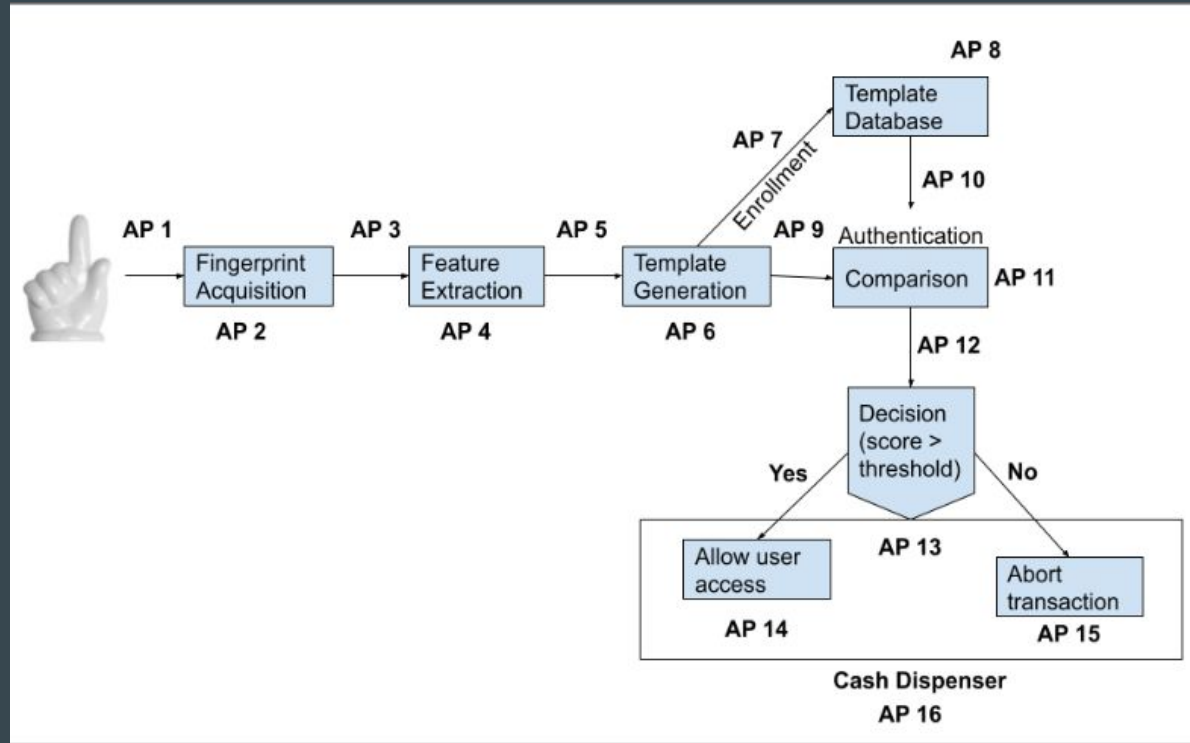 AP 8
Template
Database
AP 7
Enrollment
AP 10
AP 1
AP 3
AP 5
AP 9
Authentication
Fingerprint
Acquisition
Feature
Extraction
Template
Generation
Comparison
AP 11
AP 2
AP 4
AP 6
AP 12
Decision
(score >
threshold)
Yes
No
AP 13
Allow user
access
Abort
transaction
AP 14
AP 15
Cash Dispenser
AP 16